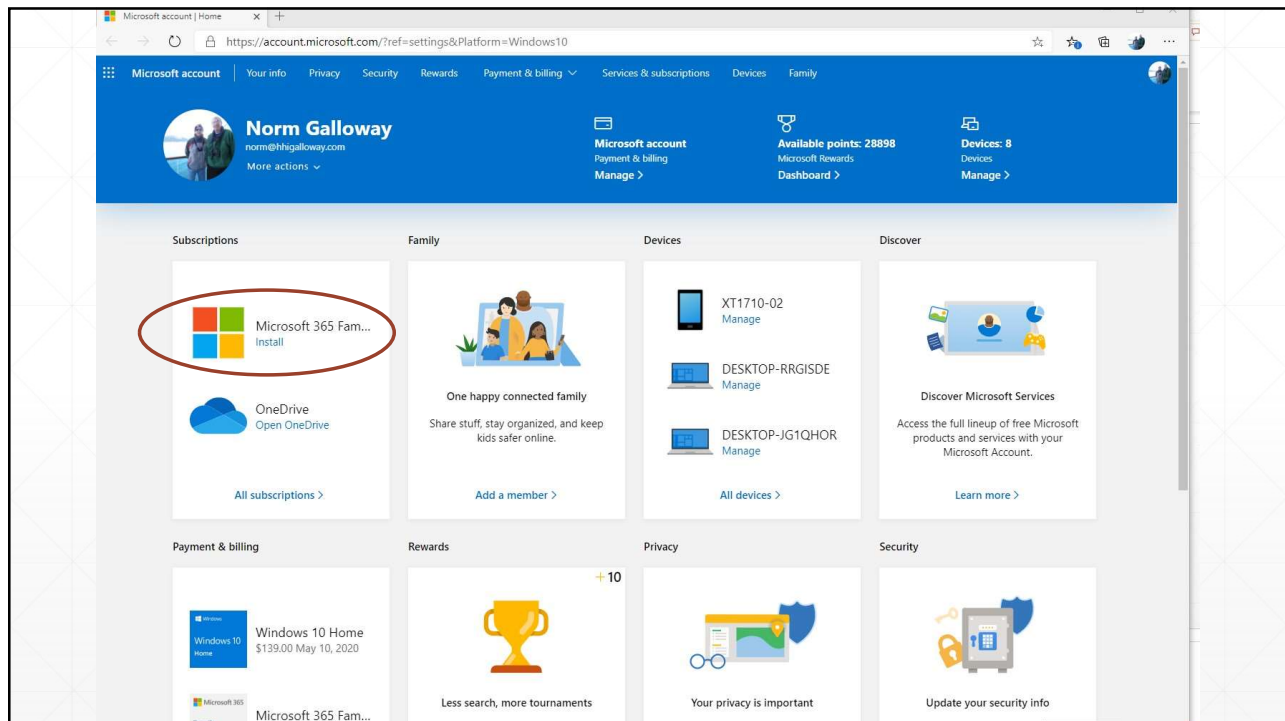 Microsoft account | Home
https://account.microsoft.com/?ref=settings&Platform=Windows10
Microsoft account
Your info
Privacy
Security
Rewards
Payment & billing
Services & subscriptions
Devices
Family
Norm Galloway
norm@hhigalloway.com
More actions
Microsoft account
Payment & billing
Manage >
Available points: 28898
Microsoft Rewards
Dashboard >
Devices: 8
Devices
Manage >
Subscriptions
Microsoft 365 Fam...
Install
OneDrive
Open OneDrive
All subscriptions >
Family
One happy connected family
Share stuff, stay organized, and keep
kids safer online.
Add a member >
Devices
XT1710-02
Manage
DESKTOP-RRGISDE
Manage
DESKTOP-JG1QHOR
Manage
All devices >
Discover
Discover Microsoft Services
Access the full lineup of free Microsoft
products and services with your
Microsoft Account.
Learn more >
Payment & billing
Windows
Windows 10
Home
Windows 10 Home
$139.00 May 10, 2020
Microsoft 365
Microsoft 365 Fam...
Rewards
+10
Less search, more tournaments
Privacy
Your privacy is important
Security
Update your security info